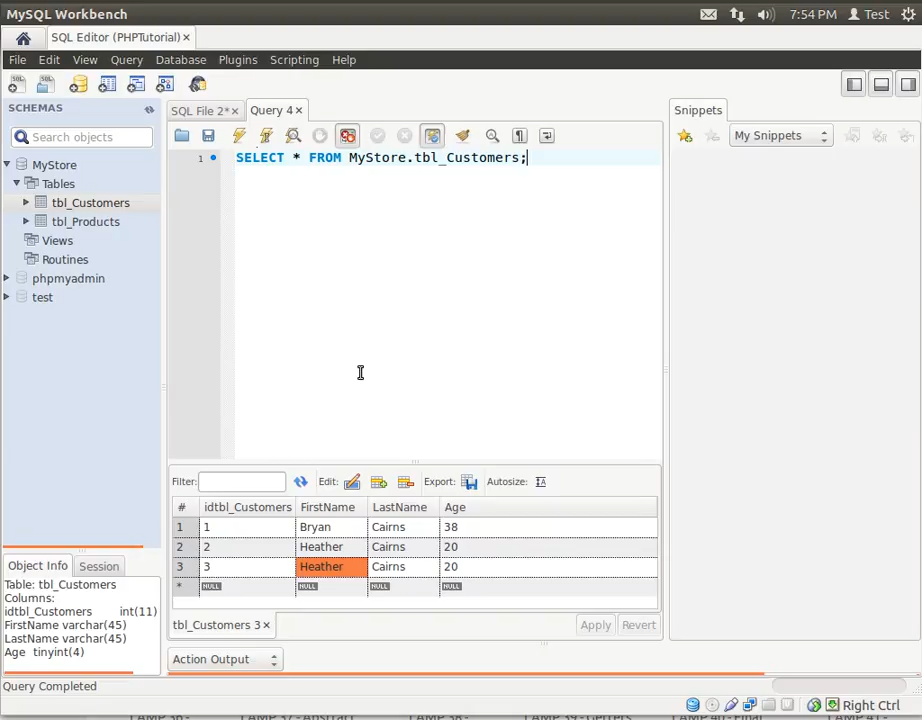 MySQL Workbench
7:54 PM
Test
SQL Editor (PHPTutorial) ×
File Edit View Query Database Plugins Scripting Help
SCHEMAS
Search objects
MyStore
Tables
tbl_Customers
tbl_Products
Views
Routines
phpmyadmin
test
SQL File 2* ×
Query 4 ×
1 SELECT * FROM MyStore.tbl_Customers;
Snippets
My Snippets
Filter: Edit: Export: Autosize:
# idtbl_Customers FirstName LastName Age
1 1 Bryan Cairns 38
2 2 Heather Cairns 20
3 3 Heather Cairns 20
* NULL NULL NULL NULL
tbl_Customers 3 ×
Apply Revert
Object Info Session
Table: tbl_Customers
Columns:
idtbl_Customers int(11)
FirstName varchar(45)
LastName varchar(45)
Age tinyint(4)
Action Output
Query Completed
Right Ctrl